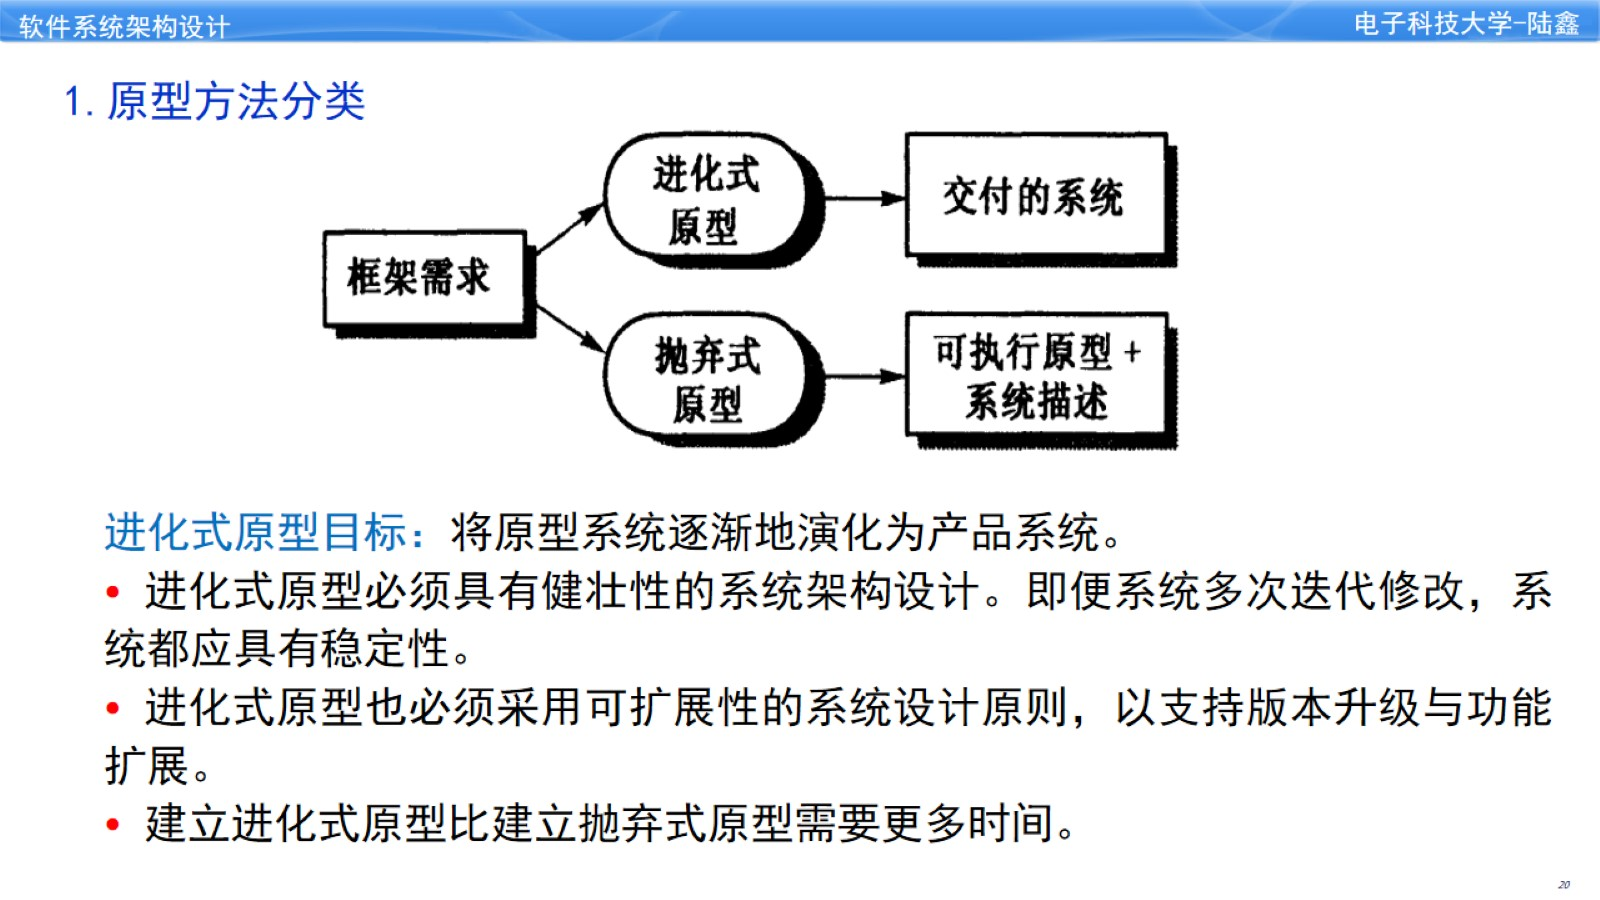 软件系统架构设计
电子科技大学-陆鑫
1.原型方法分类
进化式
原型
交付的系统
框架需求
抛弃式
原型
可执行原型+
系统描述
进化式原型目标：将原型系统逐渐地演化为产品系统。
• 进化式原型必须具有健壮性的系统架构设计。即便系统多次迭代修改，系
统都应具有稳定性。
• 进化式原型也必须采用可扩展性的系统设计原则，以支持版本升级与功能
扩展。
• 建立进化式原型比建立抛弃式原型需要更多时间。
20